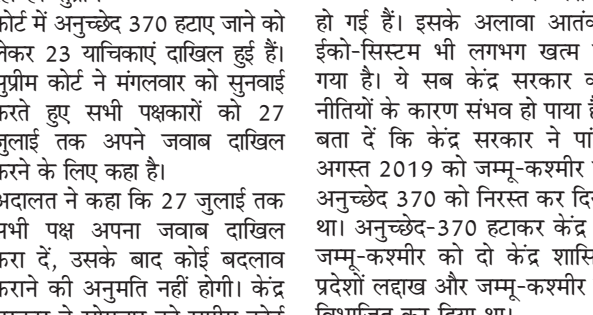 कोर्ट में अनुच्छेद 370 हटाए जाने को
लेकर 23 याचिकाएं दाखिल हुई हैं।
सुप्रीम कोर्ट ने मंगलवार को सुनवाई
करते हुए सभी पक्षकारों को 27
जुलाई तक अपने जवाब दाखिल
करने के लिए कहा है।
अदालत ने कहा कि 27 जुलाई तक
सभी पक्ष अपना जवाब दाखिल
करा दें, उसके बाद कोई बदलाव
कराने की अनुमति नहीं होगी। केंद्र
हो गई हैं। इसके अलावा
ईको-सिस्टम भी लगभग खत्म
गया है। ये सब केंद्र सरकार
नीतियों के कारण संभव हो पाया
बता दें कि केंद्र सरकार ने
अगस्त 2019 को जम्मू-कश्मीर
अनुच्छेद 370 को निरस्त कर
था। अनुच्छेद-370 हटाकर केंद्र
जम्मू-कश्मीर को दो केंद्र
प्रदेशों लद्दाख और जम्मू-कश्मीर
विभाजित कर दिया था।